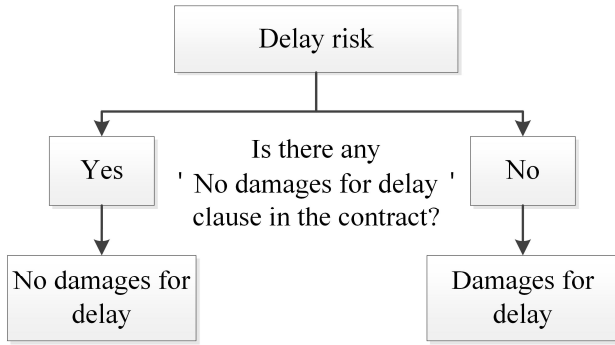 Delay risk
Is there any
' No damages for delay '
clause in the contract?
Yes
No
No damages for
delay
Damages for
delay